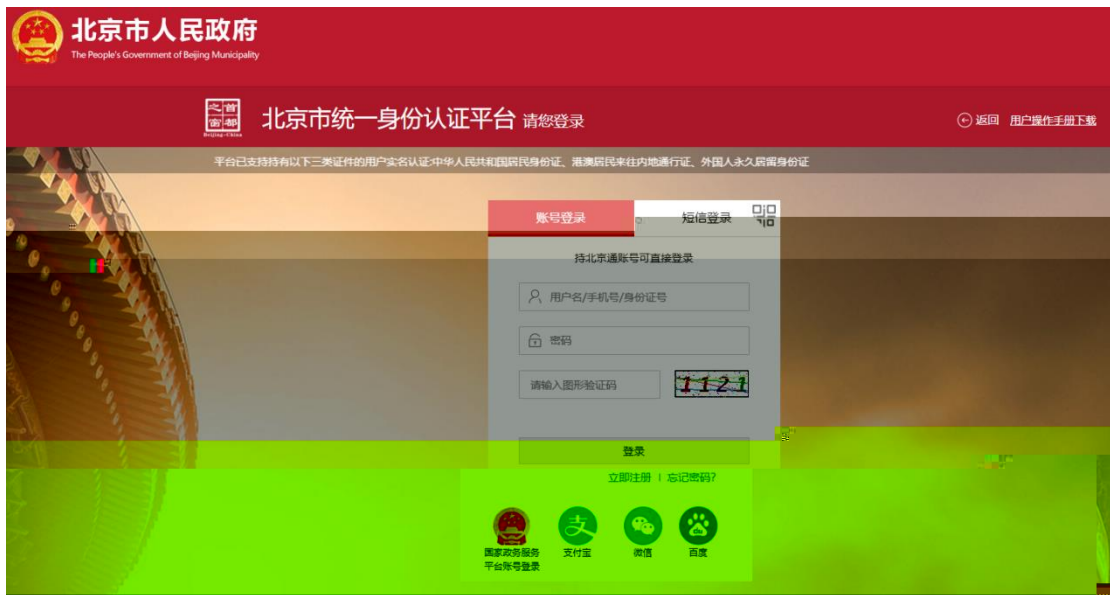 北京市人民政府
The People's Government of Beijing Municipality
首都之窗
Beijing-China
北京市统一身份认证平台 请您登录
返回 用户操作手册下载
平台已支持持有以下三类证件的用户实名认证:中华人民共和国居民身份证、港澳居民来往内地通行证、外国人永久居留身份证
账号登录 短信登录
持北京通账号可直接登录
用户名/手机号/身份证号
密码
请输入图形验证码 1121
登录
立即注册 | 忘记密码?
国家政务服务平台账号登录
支付宝
微信
百度